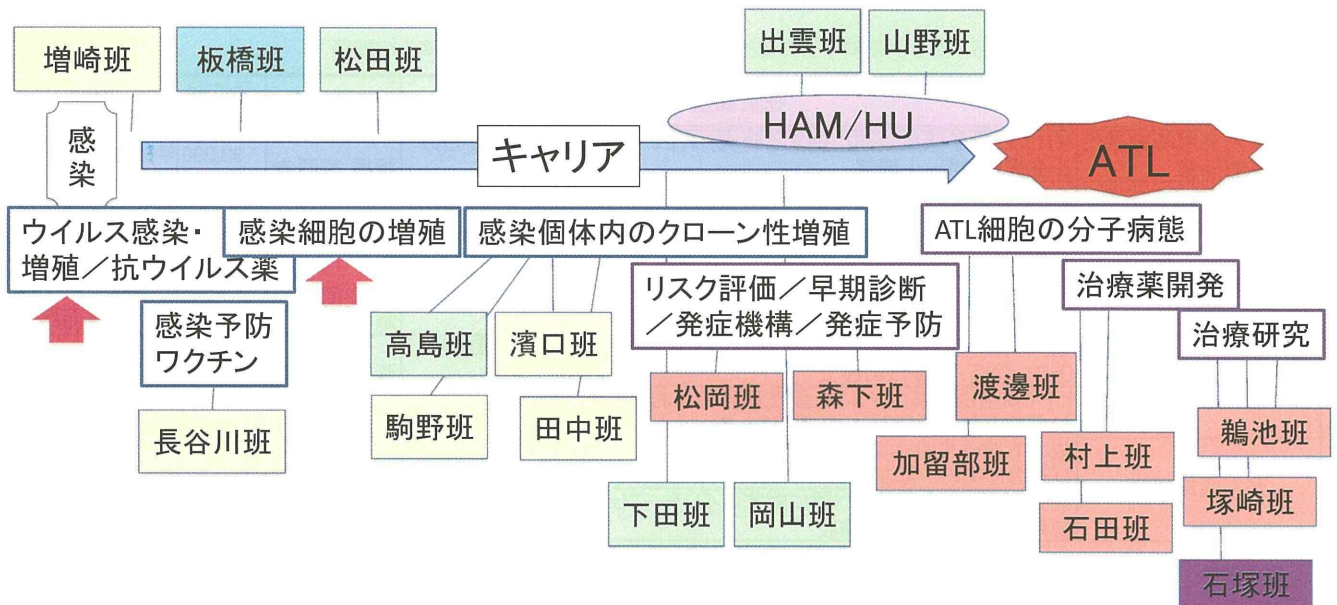 増崎班
板橋班
松田班
出雲班
山野班
感
染
キャリア
HAM/HU
ATL
ウイルス感染・
増殖／抗ウイルス薬
感染細胞の増殖
感染個体内のクローン性増殖
ATL細胞の分子病態
感染予防
ワクチン
リスク評価／早期診断
／発症機構／発症予防
治療薬開発
治療研究
長谷川班
高島班
濱口班
駒野班
田中班
松岡班
森下班
下田班
岡山班
渡邊班
加留部班
村上班
石田班
鵜池班
塚崎班
石塚班